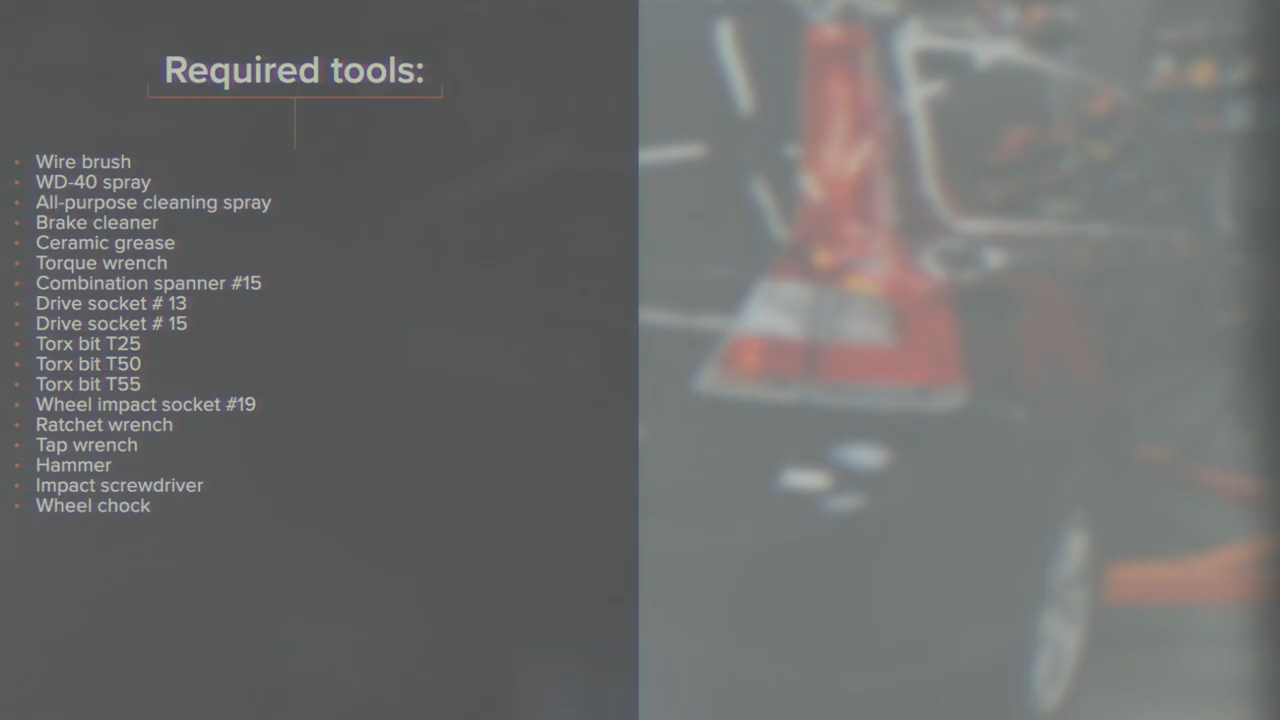 Required tools:
Wire brush
WD-40 spray
All-purpose cleaning spray
Brake cleaner
Ceramic grease
Torque wrench
Combination spanner #15
Drive socket # 13
Drive socket # 15
Torx bit T25
Torx bit T50
Torx bit T55
Wheel impact socket #19
Ratchet wrench
Tap wrench
Hammer
Impact screwdriver
Wheel chock